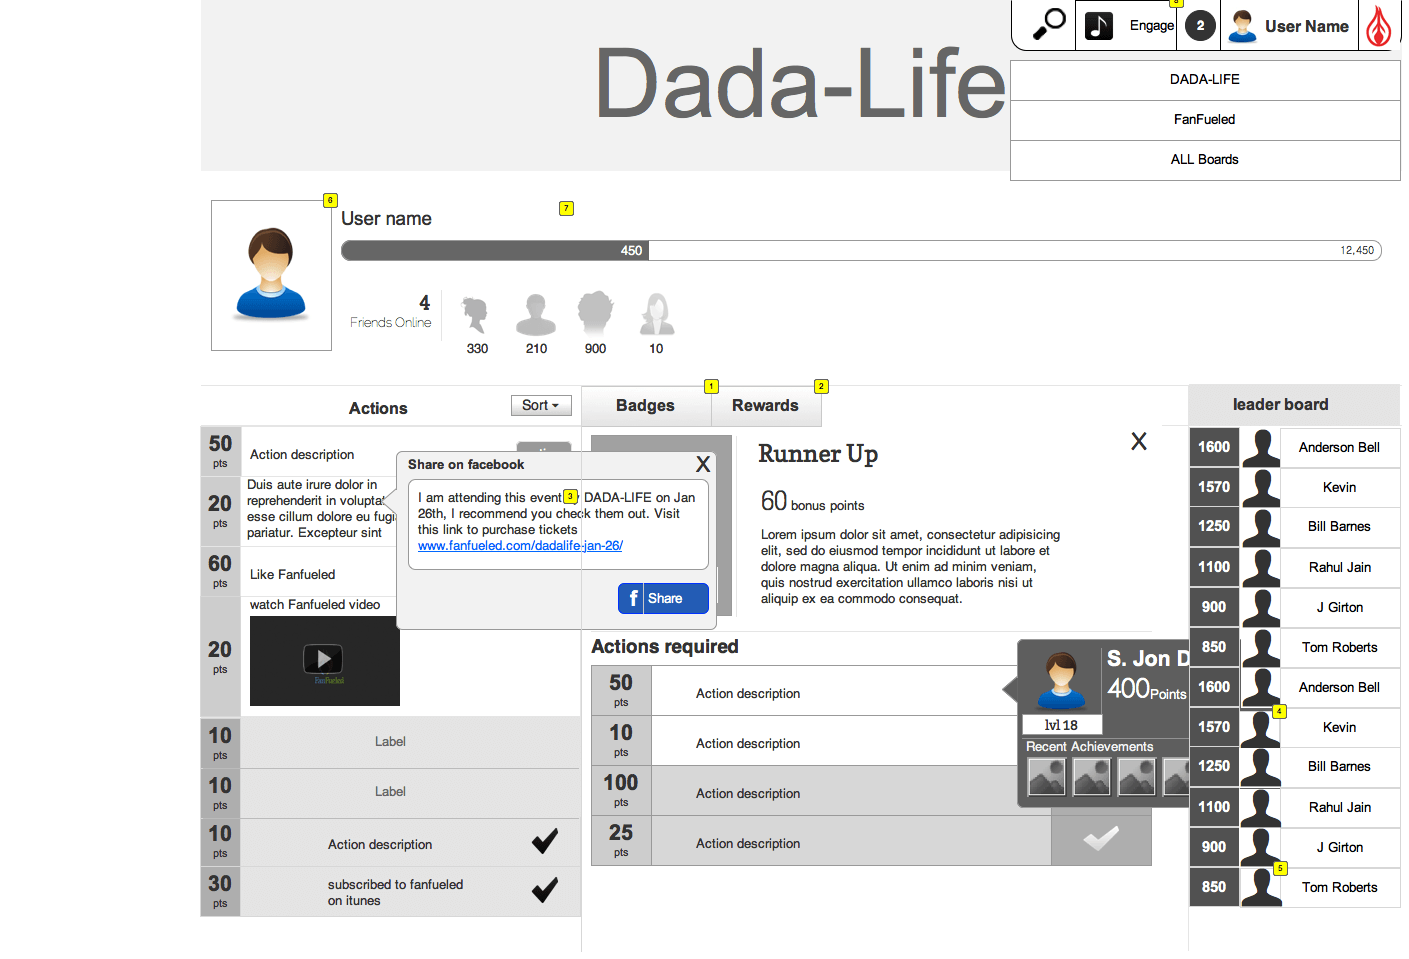 Dada-Life
8
Engage
2
User Name
DADA-LIFE
FanFueled
ALL Boards
6
User name
7
450
12,450
4
Friends Online
330
210
900
10
Actions
Sort
50
pts
Action description
20
pts
Duis aute irure dolor in
reprehenderit in voluptat
esse cillum dolore eu fugi
pariatur. Excepteur sint
60
pts
Like Fanfueled
20
pts
watch Fanfueled video
FanFueled
10
pts
Label
10
pts
Label
10
pts
Action description
30
pts
subscribed to fanfueled
on itunes
Share on facebook
X
3
I am attending this event DADA-LIFE on Jan
26th, I recommend you check them out. Visit
this link to purchase tickets
www.fanfueled.com/dadalife-jan-26/
f
Share
Badges
1
Rewards
2
Runner Up
X
60 bonus points
Lorem ipsum dolor sit amet, consectetur adipisicing
elit, sed do eiusmod tempor incididunt ut labore et
dolore magna aliqua. Ut enim ad minim veniam,
quis nostrud exercitation ullamco laboris nisi ut
aliquip ex ea commodo consequat.
Actions required
50
pts
Action description
10
pts
Action description
100
pts
Action description
25
pts
Action description
S. Jon D
400 Points
lvl 18
Recent Achievements
leader board
1600
Anderson Bell
1570
Kevin
1250
Bill Barnes
1100
Rahul Jain
900
J Girton
850
Tom Roberts
1600
Anderson Bell
4
1570
Kevin
1250
Bill Barnes
1100
Rahul Jain
900
J Girton
5
850
Tom Roberts